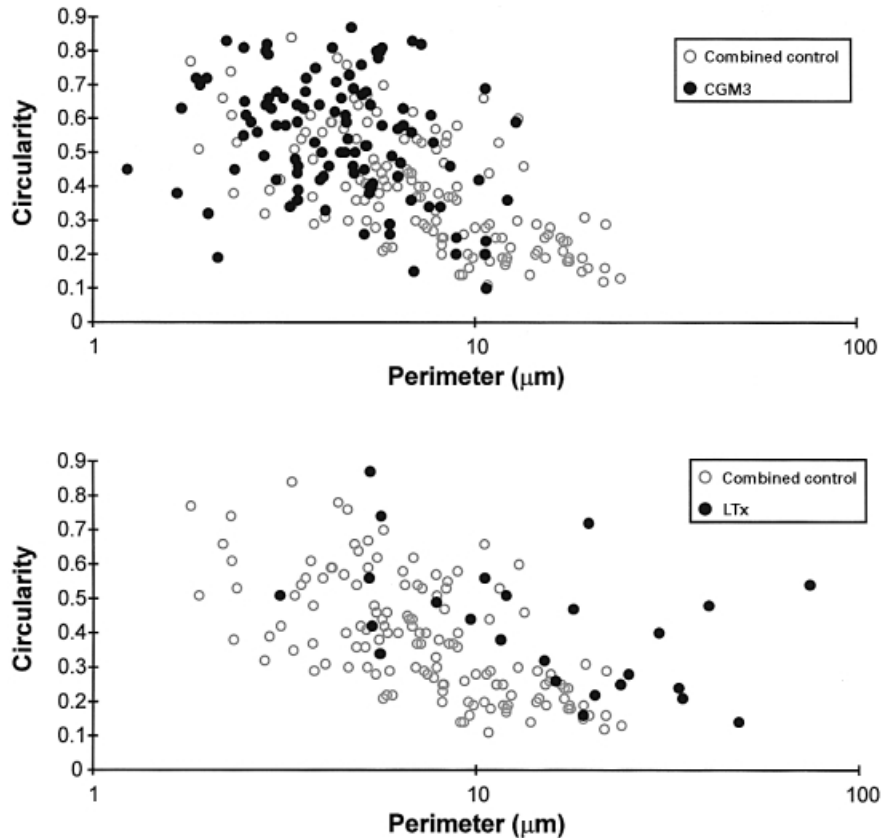 0.9
0.8
0.7
0.6
0.5
0.4
0.3
0.2
0.1
0
Circularity
Combined control
CGM3
1 10 100
Perimeter (μm)
0.9
0.8
0.7
0.6
0.5
0.4
0.3
0.2
0.1
0
Circularity
Combined control
LTx
1 10 100
Perimeter (μm)